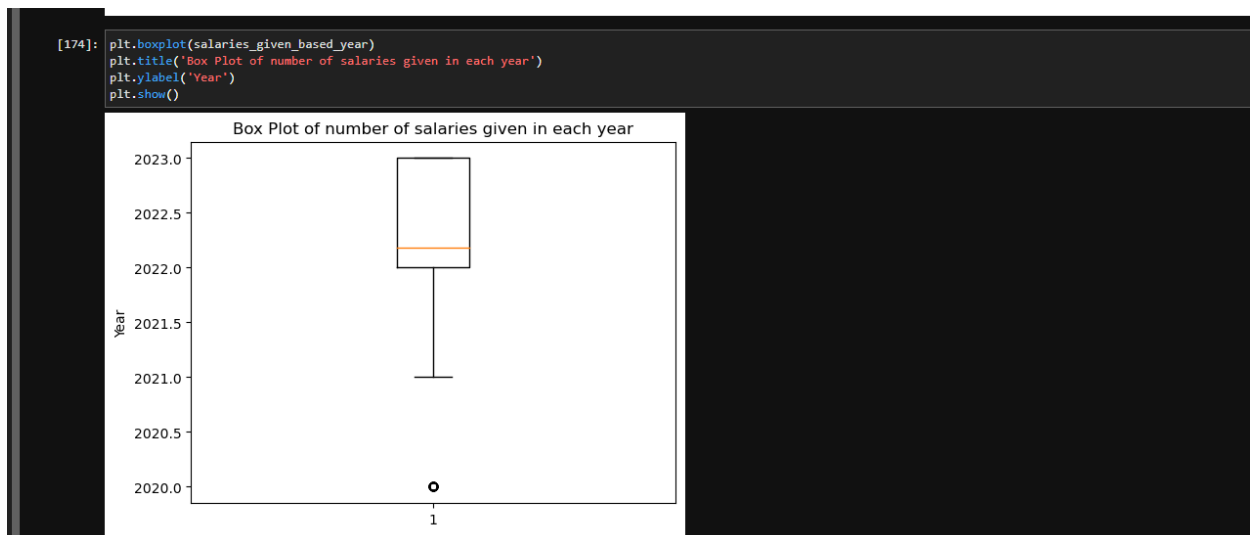 [174]: plt.boxplot(salaries_given_based_year)
plt.title('Box Plot of number of salaries given in each year')
plt.ylabel('Year')
plt.show()
Box Plot of number of salaries given in each year
2023.0
2022.5
2022.0
2021.5
2021.0
2020.5
2020.0
Year
1